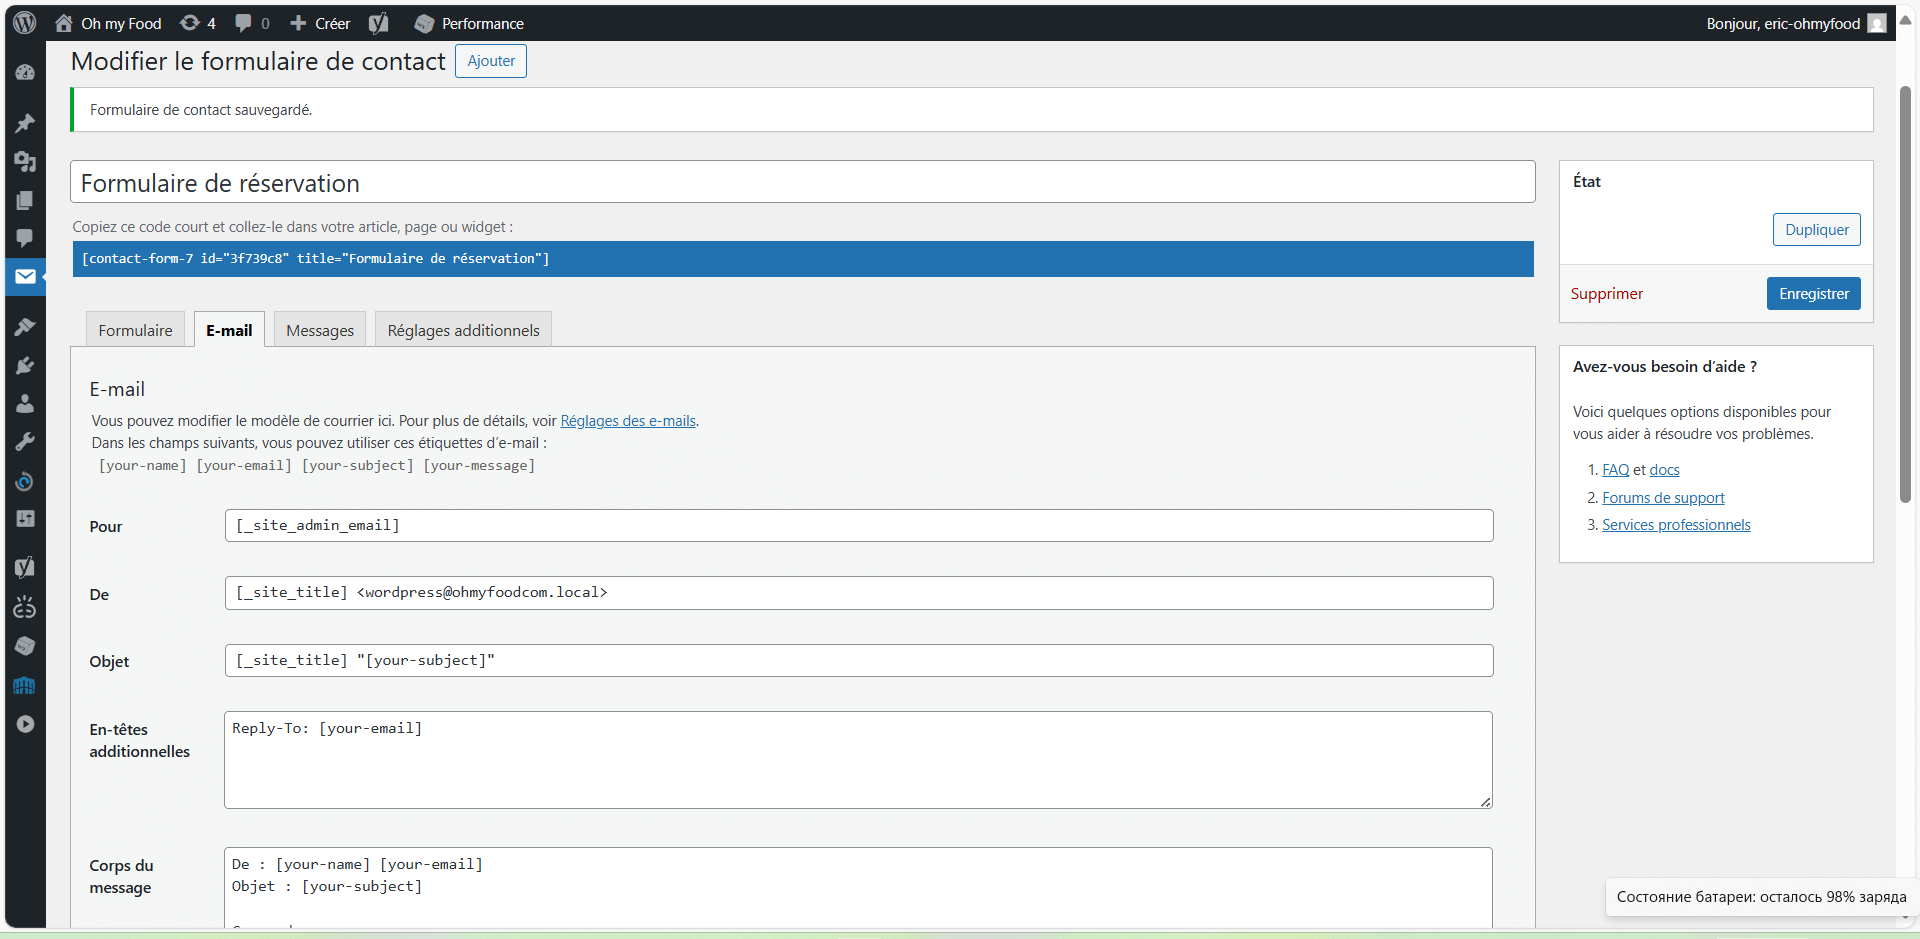 Oh my Food 4 0 Créer Performance Bonjour, eric-ohmyfood
Modifier le formulaire de contact Ajouter
Formulaire de contact sauvegardé.
Formulaire de réservation
Copiez ce code court et collez-le dans votre article, page ou widget :
[contact-form-7 id="3f739c8" title="Formulaire de réservation"]
Formulaire E-mail Messages Réglages additionnels
E-mail
Vous pouvez modifier le modèle de courrier ici. Pour plus de détails, voir Réglages des e-mails.
Dans les champs suivants, vous pouvez utiliser ces étiquettes d’e-mail :
[your-name] [your-email] [your-subject] [your-message]
Pour [_site_admin_email]
De [_site_title] <wordpress@ohmyfoodcom.local>
Objet [_site_title] "[your-subject]"
En-têtes
additionnelles
Reply-To: [your-email]
Corps du
message
De : [your-name] [your-email]
Objet : [your-subject]
État
Dupliquer
Supprimer Enregistrer
Avez-vous besoin d’aide ?
Voici quelques options disponibles pour
vous aider à résoudre vos problèmes.
1. FAQ et docs
2. Forums de support
3. Services professionnels
Состояние батареи: осталось 98% заряда